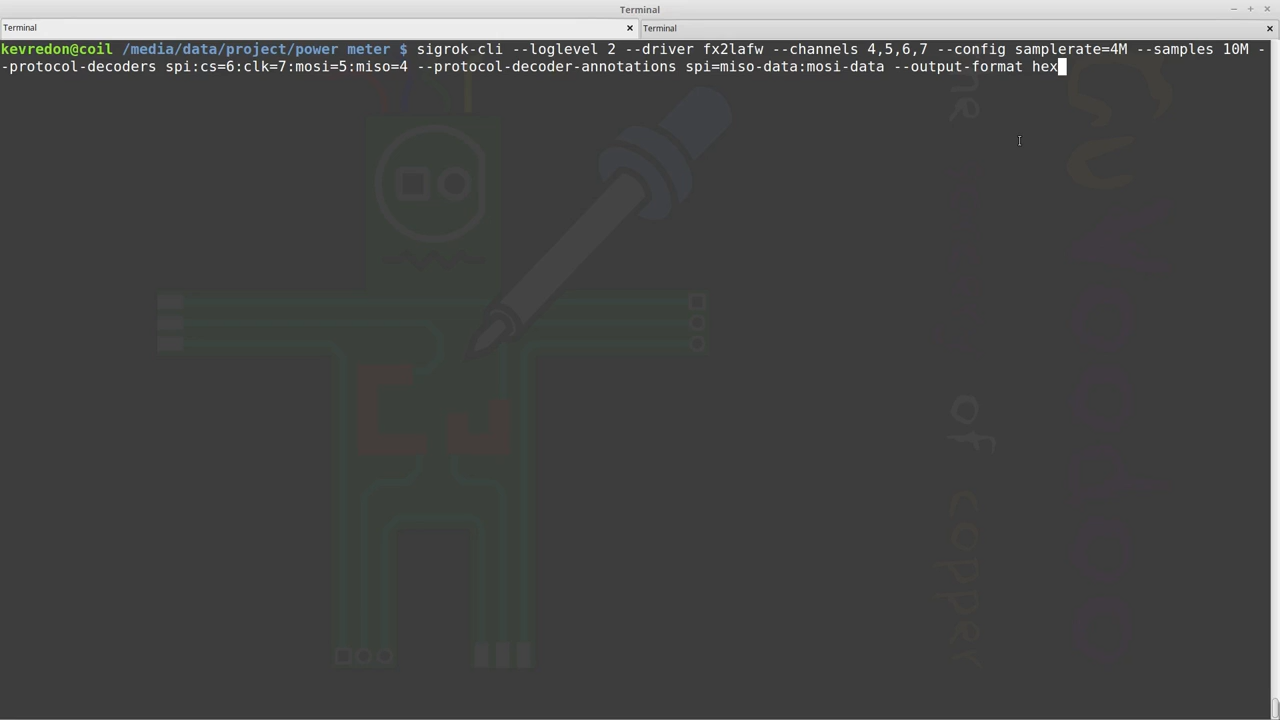 Terminal
Terminal
Terminal
kevredon@coil /media/data/project/power meter $ sigrok-cli --loglevel 2 --driver fx2lafw --channels 4,5,6,7 --config samplerate=4M --samples 10M -
-protocol-decoders spi:cs=6:clk=7:mosi=5:miso=4 --protocol-decoder-annotations spi=miso-data:mosi-data --output-format hex
of
copper